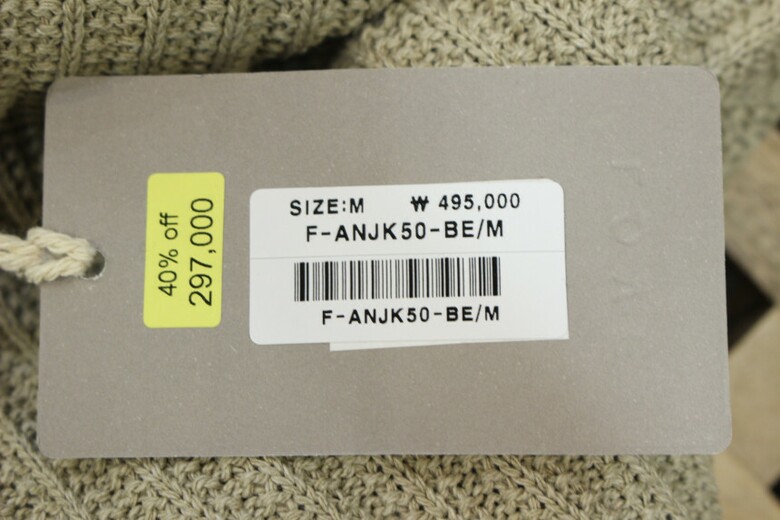 40% off
297,000
SIZE:M ₩ 495,000
F-ANJK50-BE/M
F-ANJK50-BE/M